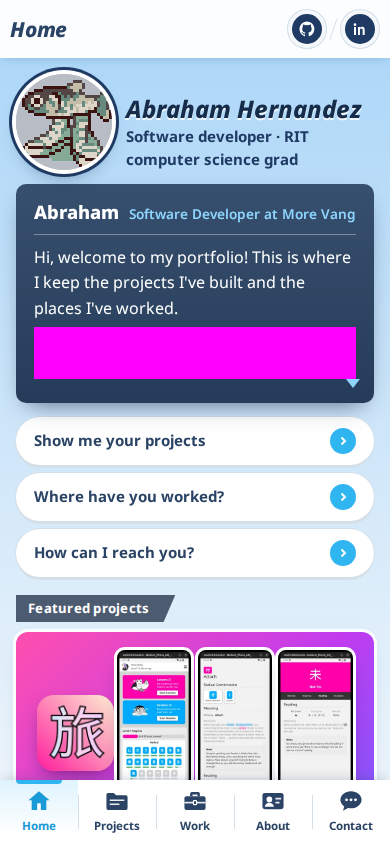 Home
in
Abraham Hernandez
Software developer · RIT
computer science grad
Abraham Software Developer at More Vang
Hi, welcome to my portfolio! This is where
I keep the projects I've built and the
places I've worked.
Show me your projects
Where have you worked?
How can I reach you?
Featured projects
旅
未
Home Projects Work About Contact